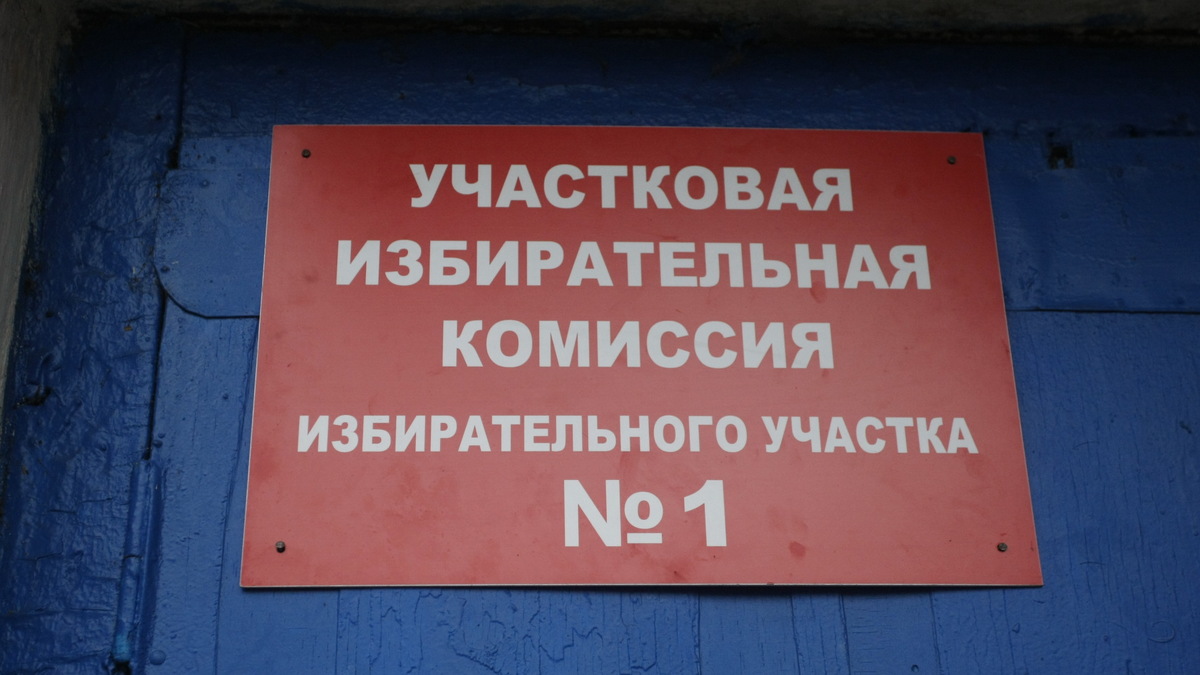 УЧАСТКОВАЯ
ИЗБИРАТЕЛЬНАЯ
КОМИССИЯ
ИЗБИРАТЕЛЬНОГО УЧАСТКА
№ 1